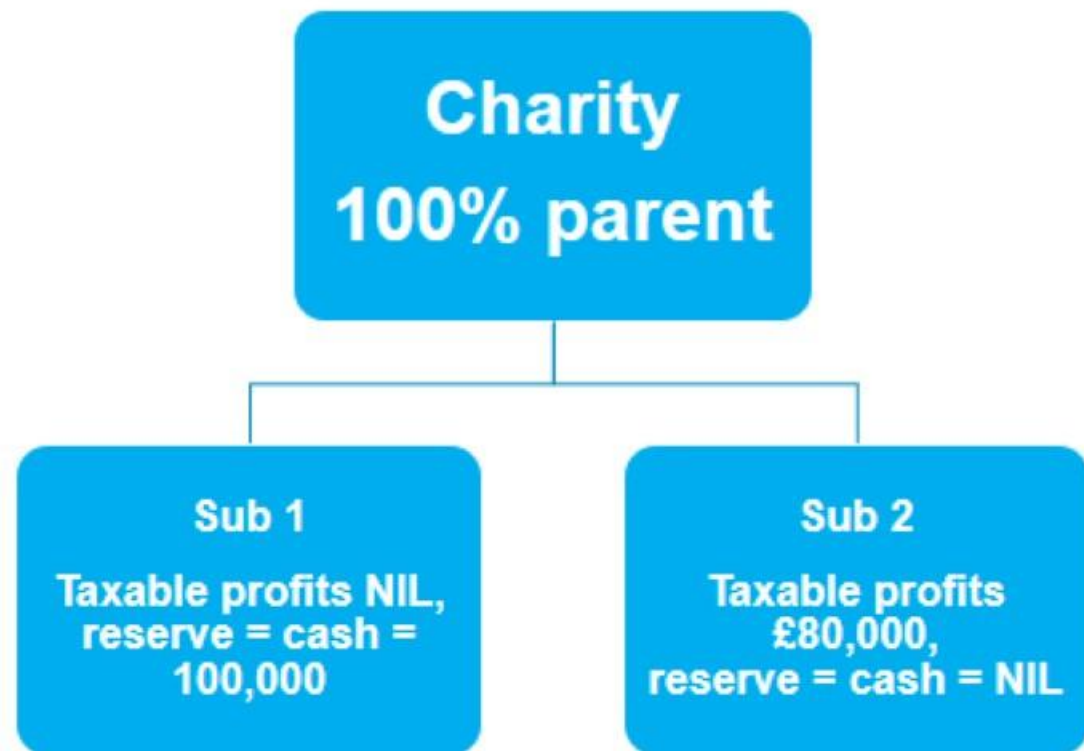 Charity
100% parent
Sub 1
Taxable profits NIL,
reserve = cash =
100,000
Sub 2
Taxable profits
£80,000,
reserve = cash = NIL